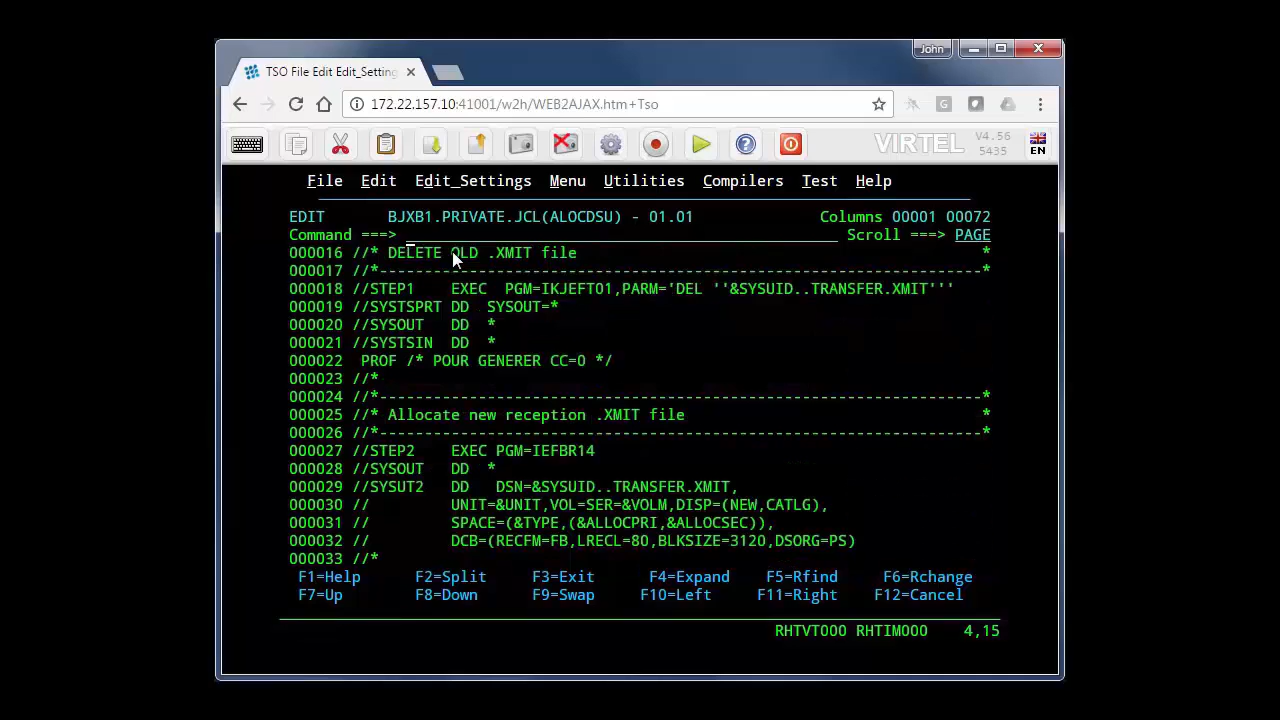 John
TSO File Edit Edit_Setting
172.22.157.10:41001/w2h/WEB2AJAX.htm+Tso
VIRTEL V4.56 5435 EN
File Edit Edit_Settings Menu Utilities Compilers Test Help
EDIT BJXB1.PRIVATE.JCL(ALOCDSU) - 01.01 Columns 00001 00072
Command ===> Scroll ===> PAGE
000016 //* DELETE OLD .XMIT file *
000017 //*-------------------------------------------------------------------*
000018 //STEP1 EXEC PGM=IKJEFT01,PARM='DEL ''&SYSUID..TRANSFER.XMIT'''
000019 //SYSTSPRT DD SYSOUT=*
000020 //SYSOUT DD *
000021 //SYSTSIN DD *
000022 PROF /* POUR GENERER CC=0 */
000023 //*
000024 //*-------------------------------------------------------------------*
000025 //* Allocate new reception .XMIT file *
000026 //*-------------------------------------------------------------------*
000027 //STEP2 EXEC PGM=IEFBR14
000028 //SYSOUT DD *
000029 //SYSUT2 DD DSN=&SYSUID..TRANSFER.XMIT,
000030 // UNIT=&UNIT,VOL=SER=&VOLM,DISP=(NEW,CATLG),
000031 // SPACE=(&TYPE,(&ALLOCPRI,&ALLOCSEC)),
000032 // DCB=(RECFM=FB,LRECL=80,BLKSIZE=3120,DSORG=PS)
000033 //*
F1=Help F2=Split F3=Exit F4=Expand F5=Rfind F6=Rchange
F7=Up F8=Down F9=Swap F10=Left F11=Right F12=Cancel
RHTVT000 RHTIM000 4,15